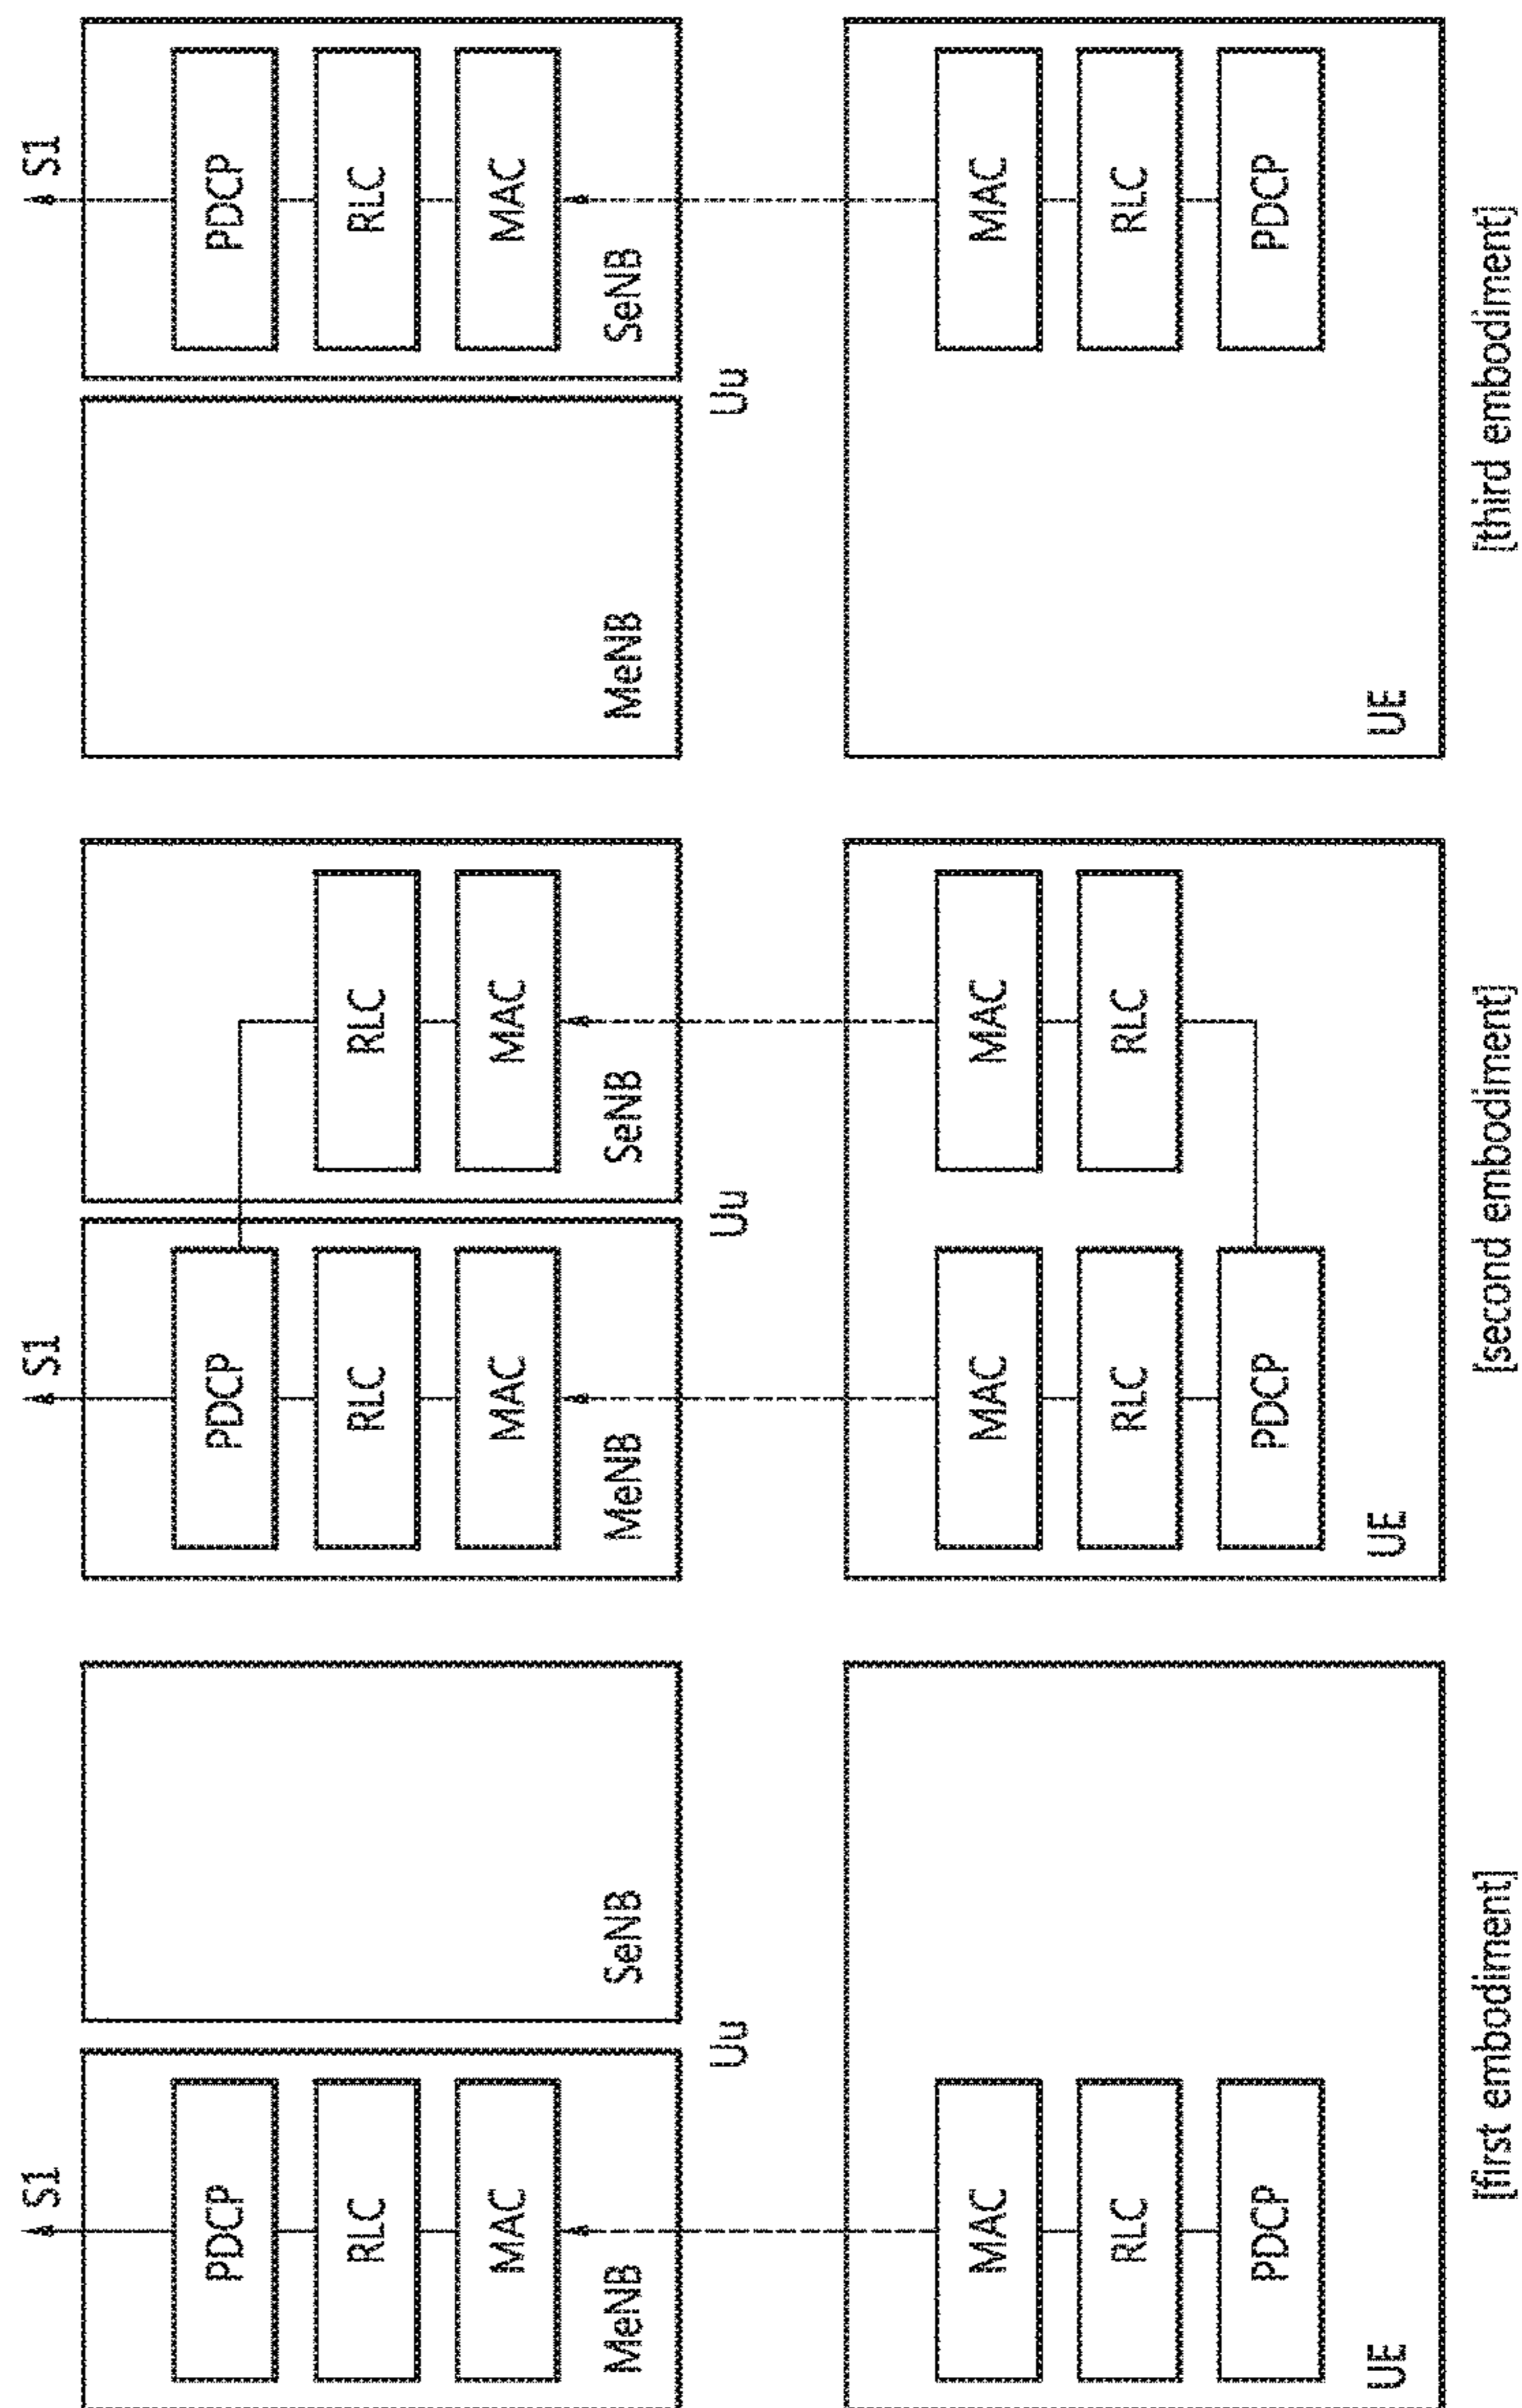 S1
PDCP
RLC
MAC
MeNB
SeNB
Uu
MAC
RLC
PDCP
UE
[first embodiment]
S1
PDCP
RLC
MAC
MeNB
RLC
MAC
SeNB
Uu
MAC
RLC
PDCP
MAC
RLC
UE
[second embodiment]
MeNB
S1
PDCP
RLC
MAC
SeNB
Uu
MAC
RLC
PDCP
UE
[third embodiment]